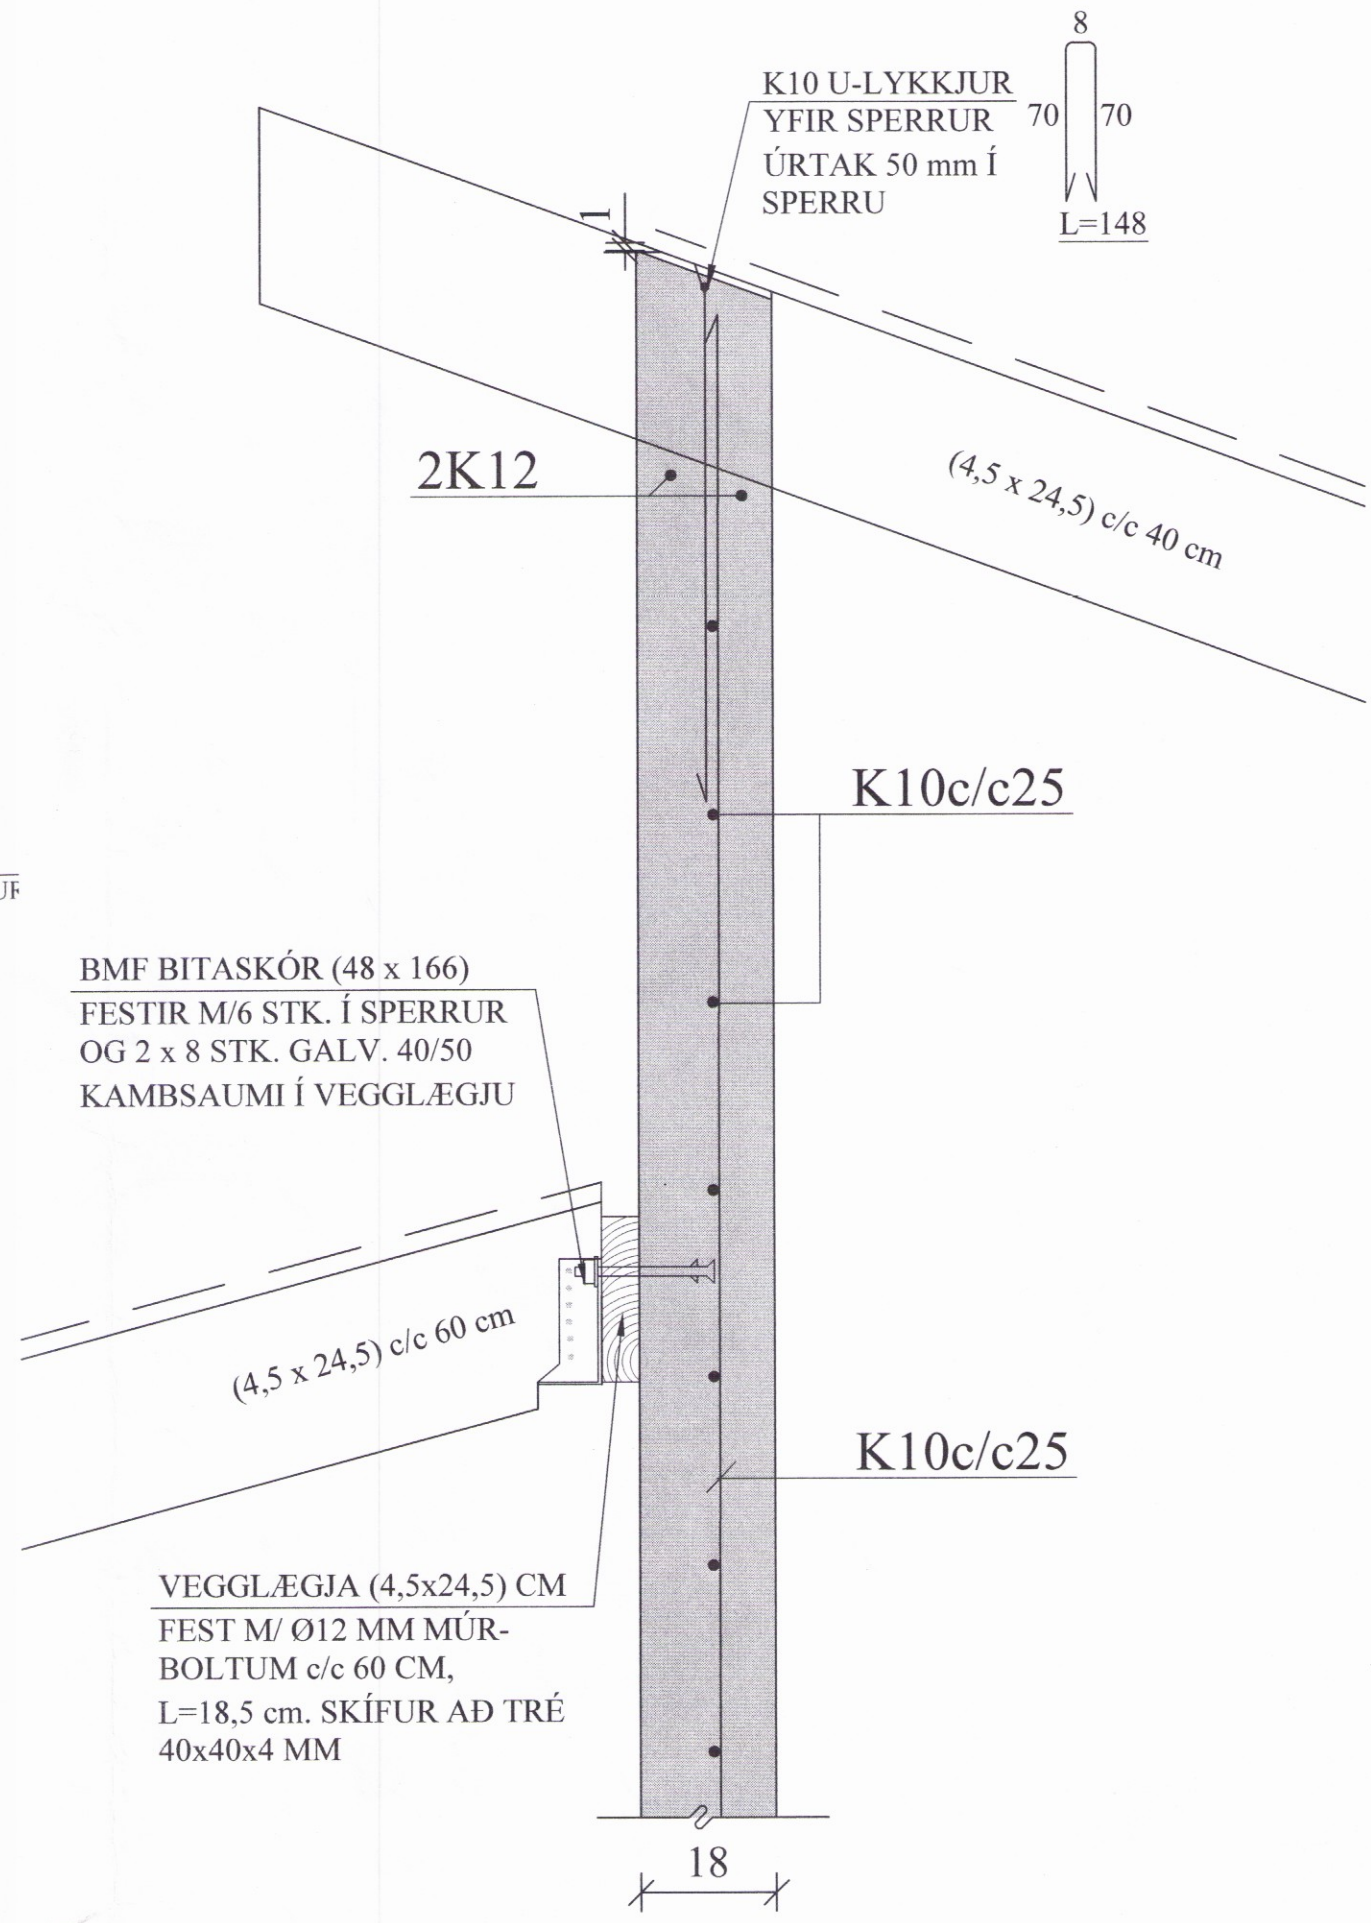 8
K10 U-LYKKJUR
YFIR SPERRUR
ÚRTAK 50 mm Í
SPERRU
70
70
L=148
1
2K12
(4,5 x 24,5) c/c 40 cm
K10c/c25
BMF BITASKÓR (48 x 166)
FESTIR M/6 STK. Í SPERRUR
OG 2 x 8 STK. GALV. 40/50
KAMBSAUMI Í VEGGLÆGJU
(4,5 x 24,5) c/c 60 cm
K10c/c25
VEGGLÆGJA (4,5x24,5) CM
FEST M/ Ø12 MM MÚR-
BOLTUM c/c 60 CM,
L=18,5 cm. SKÍFUR AÐ TRÉ
40x40x4 MM
18